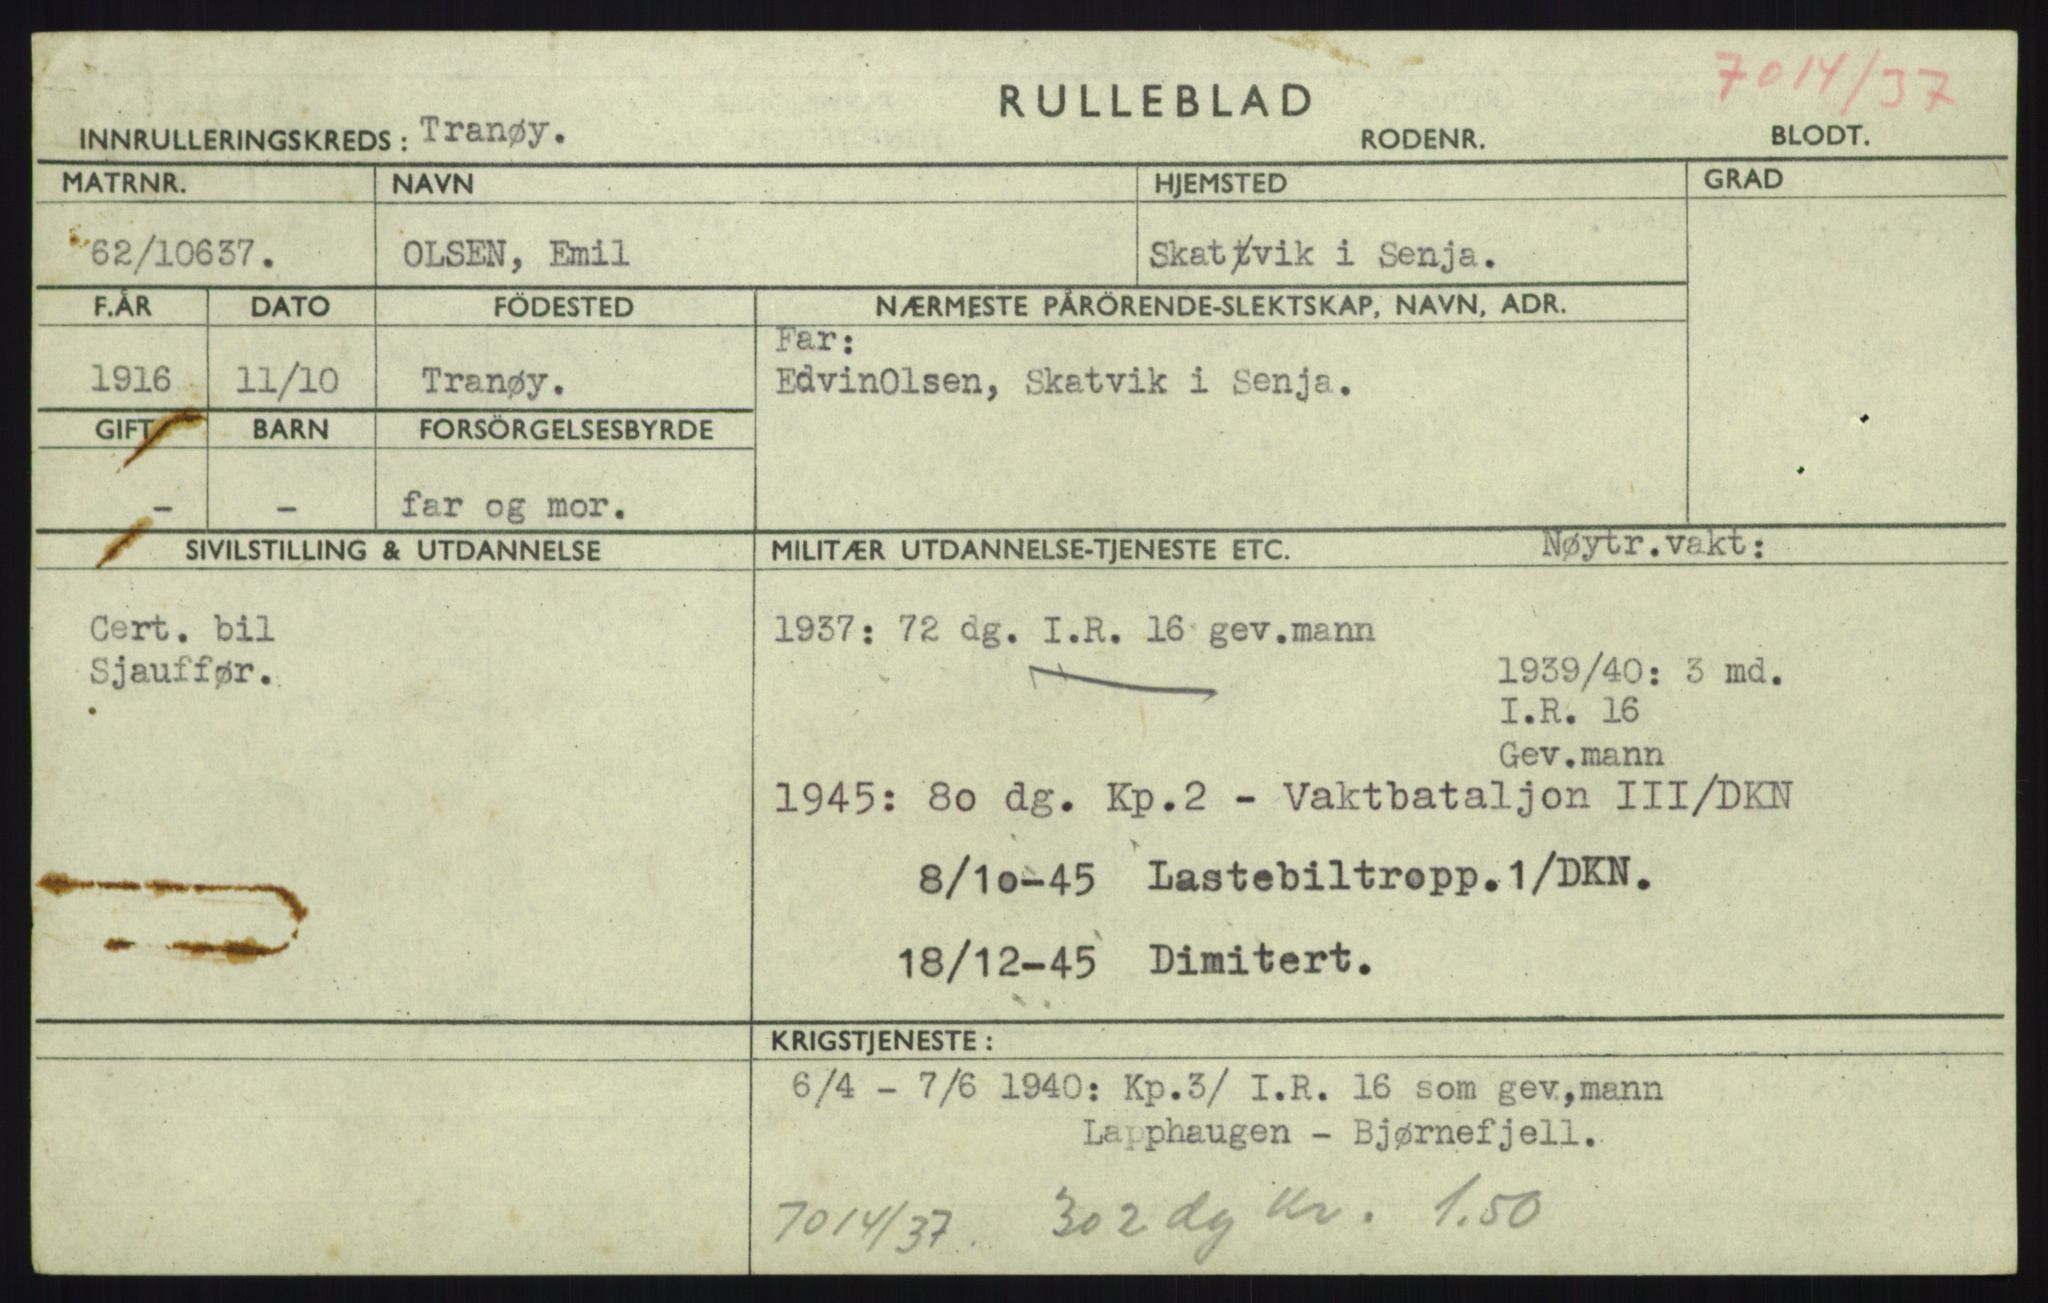 7014/37
RULLEBLAD
INNRULLERINGSKREDS: Tranøy. RODENR. BLODT.
MATRNR. NAVN HJEMSTED GRAD
62/10637. OLSEN, Emil Skattvik i Senja.
F.ÅR DATO FÖDESTED NÆRMESTE PÅRÖRENDE-SLEKTSKAP, NAVN, ADR.
Far:
1916 11/10 Tranøy. EdvinOlsen, Skatvik i Senja.
GIFT BARN FORSÖRGELSESBYRDE
- - far og mor.
SIVILSTILLING & UTDANNELSE MILITÆR UTDANNELSE-TJENESTE ETC. Nøytr.vakt:
Cert. bil 1937: 72 dg. I.R. 16 gev.mann
Sjauffør. 1939/40: 3 md.
I.R. 16
Gev.mann
1945: 80 dg. Kp.2 - Vaktbataljon III/DKN
8/10-45 Lastebiltropp.1/DKN.
18/12-45 Dimitert.
KRIGSTJENESTE:
6/4 - 7/6 1940: Kp.3/ I.R. 16 som gev,mann
Lapphaugen - Bjørnefjell.
7014/37. 302 dg Kr. 1.50